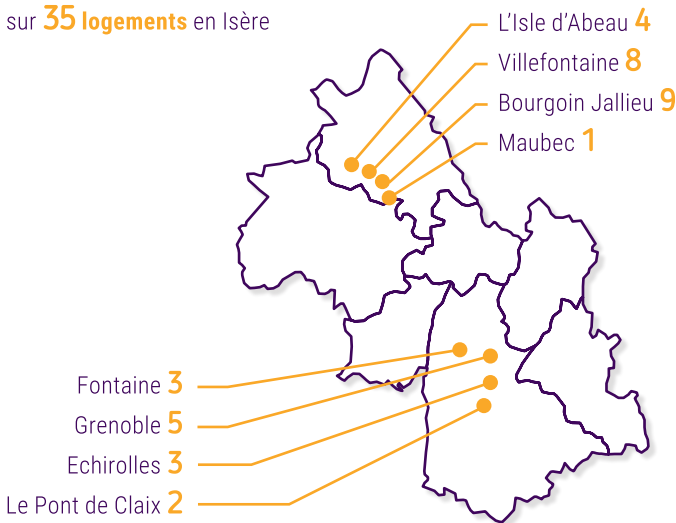 sur 35 logements en Isère
L'Isle d'Abeau 4
Villefontaine 8
Bourgoin Jallieu 9
Maubec 1
Fontaine 3
Grenoble 5
Echirolles 3
Le Pont de Claix 2